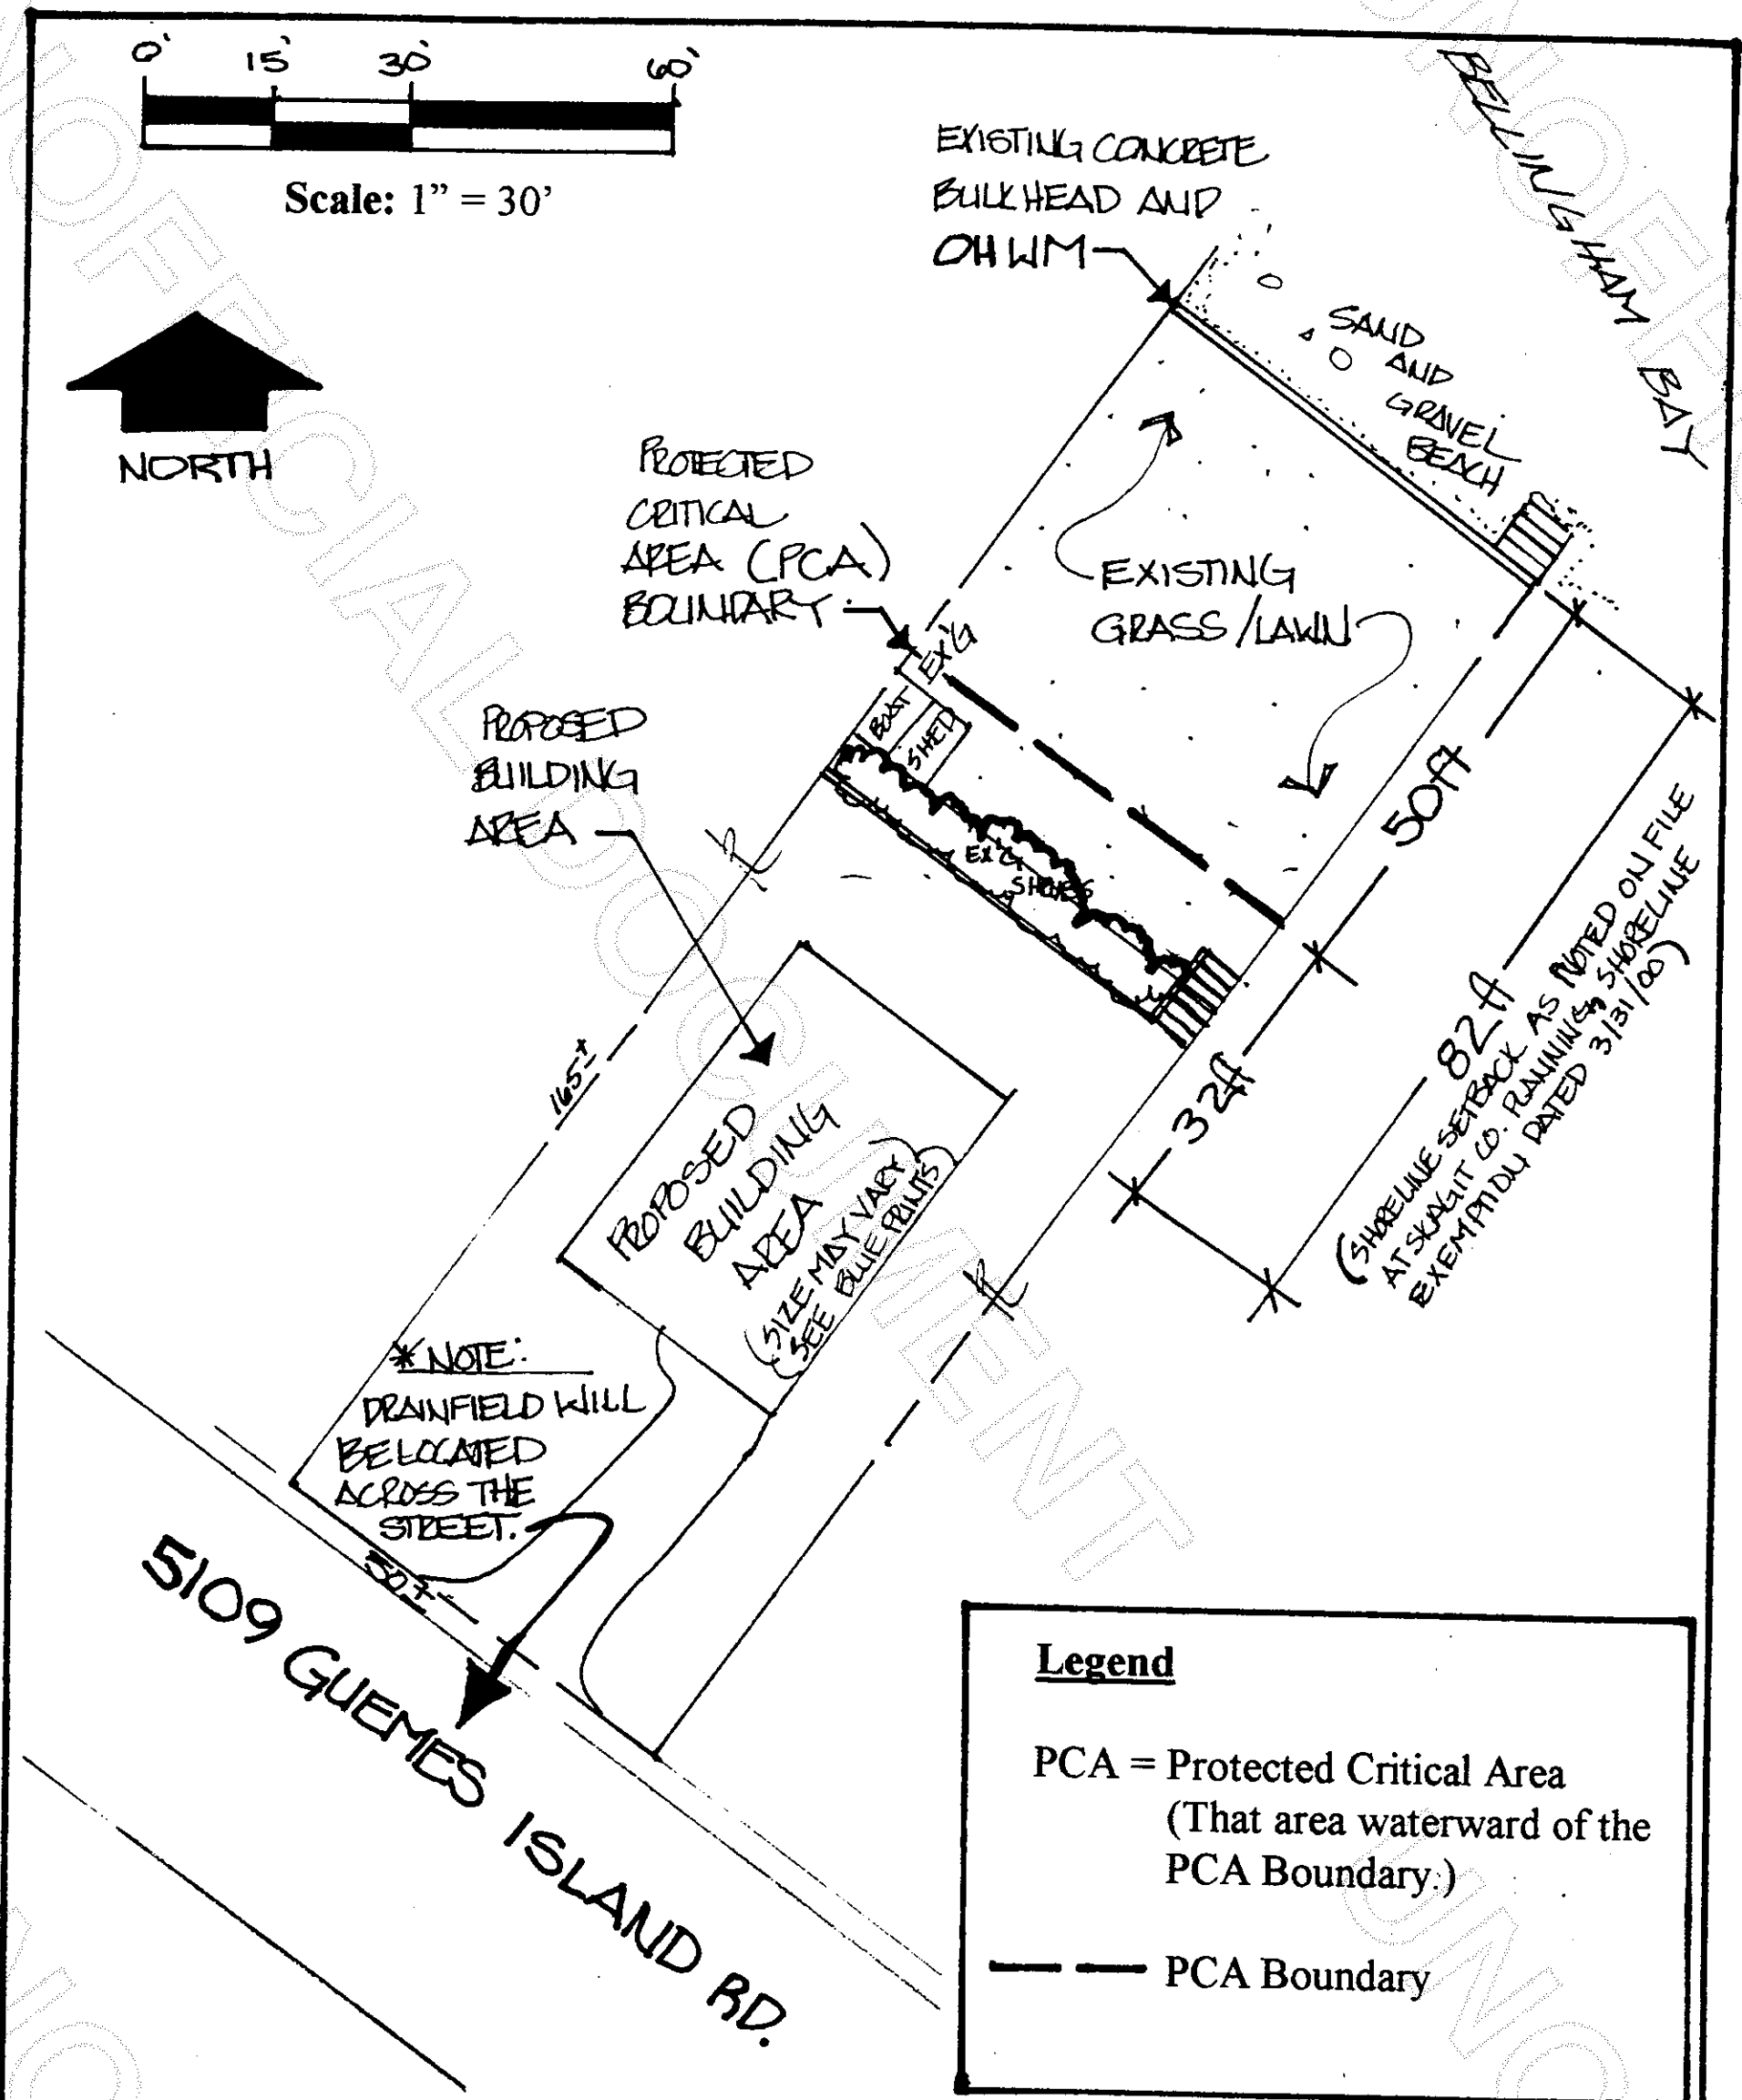 0' 15' 30' 60'
Scale: 1" = 30'
NORTH
BELLINGHAM BAY
EXISTING CONCRETE
BULKHEAD AND
OHWM
SAND
AND
GRAVEL
BEACH
PROTECTED
CRITICAL
AREA (PCA)
BOUNDARY
EXISTING
GRASS/LAWN
EX'G
BOAT
SHED
PROPOSED
BUILDING
AREA
EX'G
SHRUBS
50ft
32ft
82ft
(SHORELINE SETBACK AS NOTED ON FILE
AT SKAGIT CO. PLANNING, SHORELINE
EXEMPTION DATED 3/31/00)
165±
PROPOSED
BUILDING
AREA
(SIZE MAY VARY)
(SEE BLUE PRINTS)
*NOTE:
DRAINFIELD WILL
BE LOCATED
ACROSS THE
STREET.
50±
5109 GUEMES ISLAND RD.
Legend
PCA = Protected Critical Area
(That area waterward of the
PCA Boundary.)
PCA Boundary
UNOFFICIAL DOCUMENT